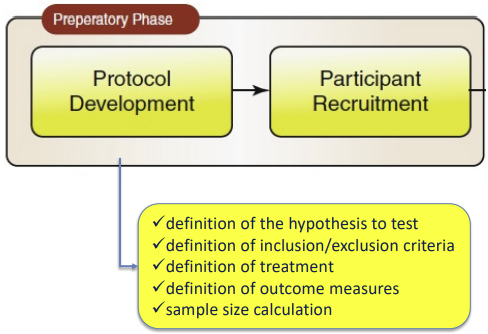 Preperatory Phase
Protocol
Development
Participant
Recruitment
✓definition of the hypothesis to test
✓definition of inclusion/exclusion criteria
✓definition of treatment
✓definition of outcome measures
✓sample size calculation